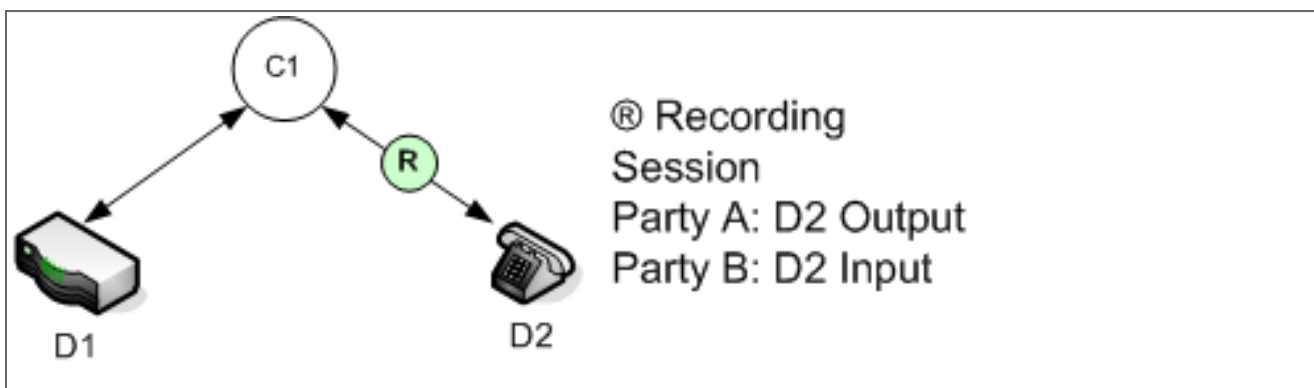 C1
R
D1
D2
® Recording
Session
Party A: D2 Output
Party B: D2 Input